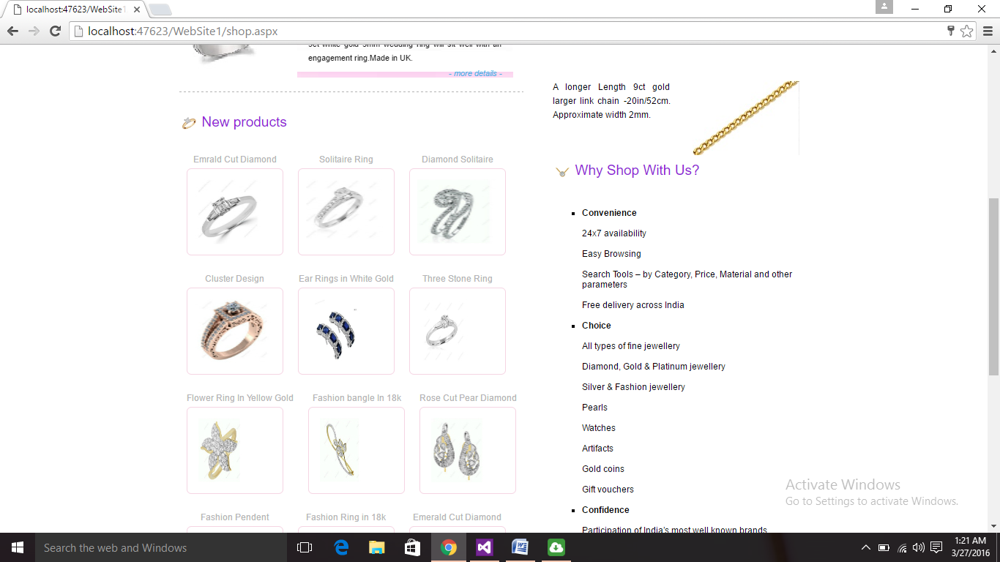 localhost:47623/WebSite1
localhost:47623/WebSite1/shop.aspx
9ct white gold 3mm wedding ring will sit well with an
engagement ring.Made in UK.
- more details -
New products
Emrald Cut Diamond
Solitaire Ring
Diamond Solitaire
Cluster Design
Ear Rings in White Gold
Three Stone Ring
Flower Ring In Yellow Gold
Fashion bangle In 18k
Rose Cut Pear Diamond
Fashion Pendent
Fashion Ring in 18k
Emerald Cut Diamond
A longer Length 9ct gold
larger link chain -20in/52cm.
Approximate width 2mm.
Why Shop With Us?
Convenience
24x7 availability
Easy Browsing
Search Tools – by Category, Price, Material and other
parameters
Free delivery across India
Choice
All types of fine jewellery
Diamond, Gold & Platinum jewellery
Silver & Fashion jewellery
Pearls
Watches
Artifacts
Gold coins
Gift vouchers
Confidence
Participation of India's most well known brands
Activate Windows
Go to Settings to activate Windows.
Search the web and Windows
1:21 AM
3/27/2016